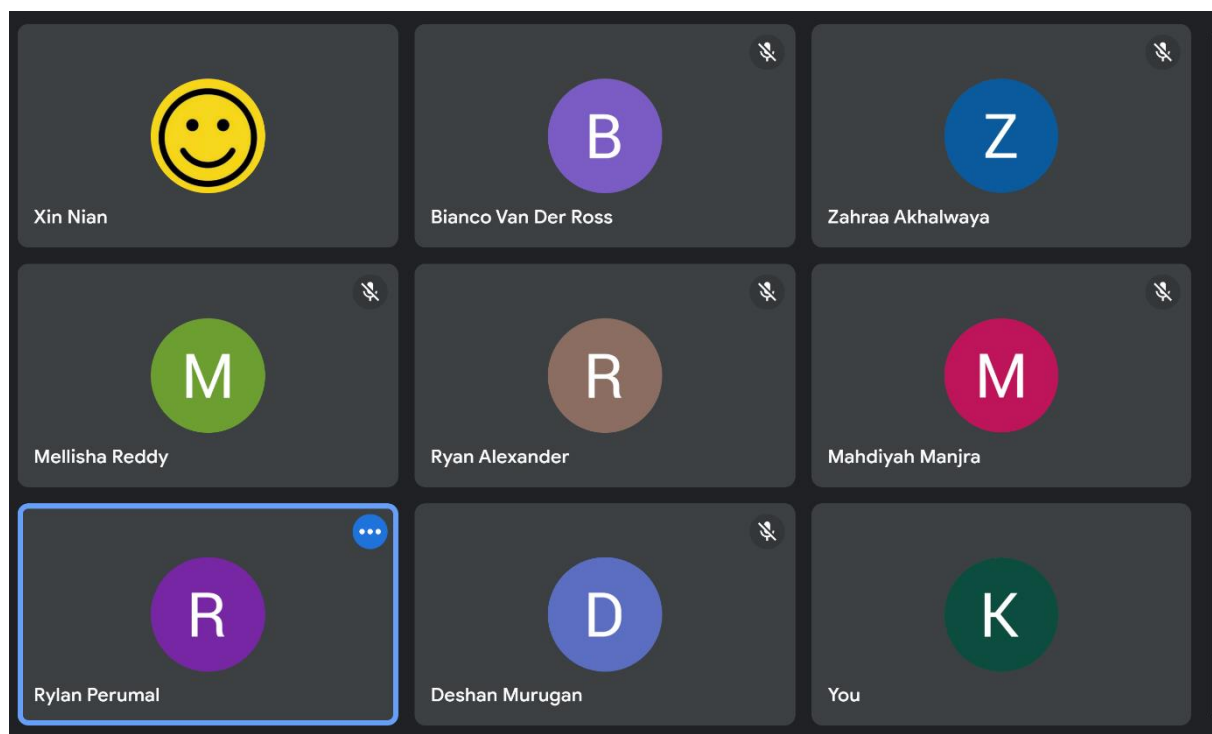 B
Z
Xin Nian
Bianco Van Der Ross
Zahraa Akhalwaya
M
R
M
Mellisha Reddy
Ryan Alexander
Mahdiyah Manjra
R
D
K
Rylan Perumal
Deshan Murugan
You